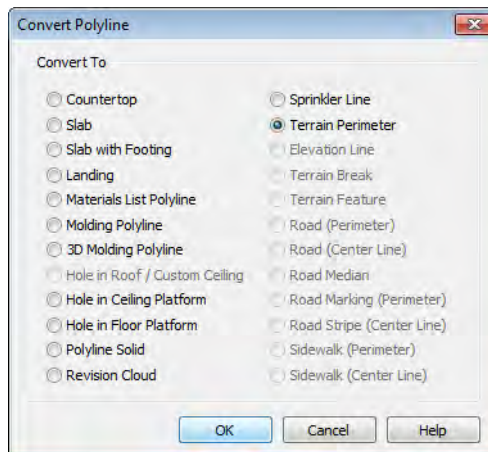 Convert Polyline
Convert To
Countertop
Slab
Slab with Footing
Landing
Materials List Polyline
Molding Polyline
3D Molding Polyline
Hole in Roof / Custom Ceiling
Hole in Ceiling Platform
Hole in Floor Platform
Polyline Solid
Revision Cloud
Sprinkler Line
Terrain Perimeter
Elevation Line
Terrain Break
Terrain Feature
Road (Perimeter)
Road (Center Line)
Road Median
Road Marking (Perimeter)
Road Stripe (Center Line)
Sidewalk (Perimeter)
Sidewalk (Center Line)
OK
Cancel
Help